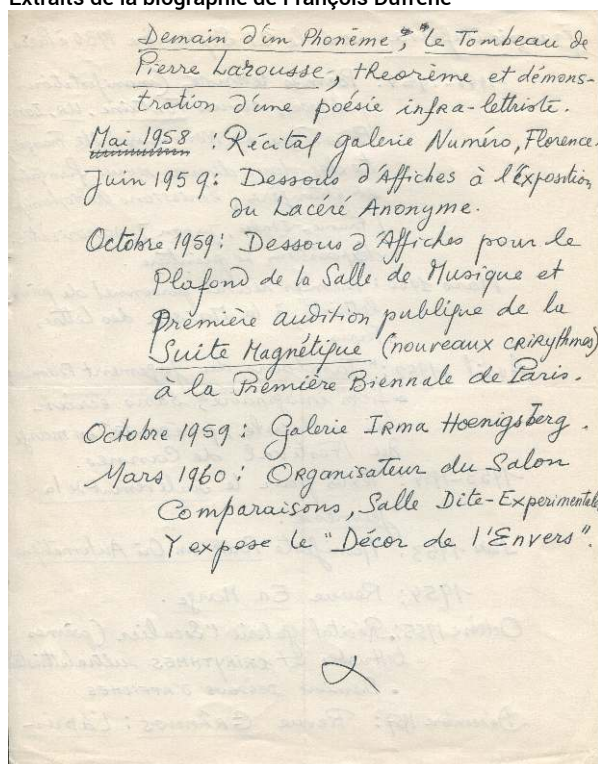 Extraits de la biographie de François Dufrêne
Demain d'un Phonème", "Le Tombeau de
Pierre Larousse, théorème et démons-
tration d'une poésie infra-lettriste.
Mai 1958 : Récital galerie Numéro, Florence.
Juin 1959 : Dessous d'Affiches à l'Exposition
du Lacéré Anonyme.
Octobre 1959 : Dessous d'Affiches pour le
Plafond de la Salle de Musique et
Première audition publique de la
Suite Magnétique (nouveaux CRIRythmes)
à la Première Biennale de Paris.
Octobre 1959 : Galerie IRma Hoenigsberg.
Mars 1960 : ORganisateur du Salon
Comparaisons, Salle Dite-Experimentale
Y expose le "Décor de l'Envers".